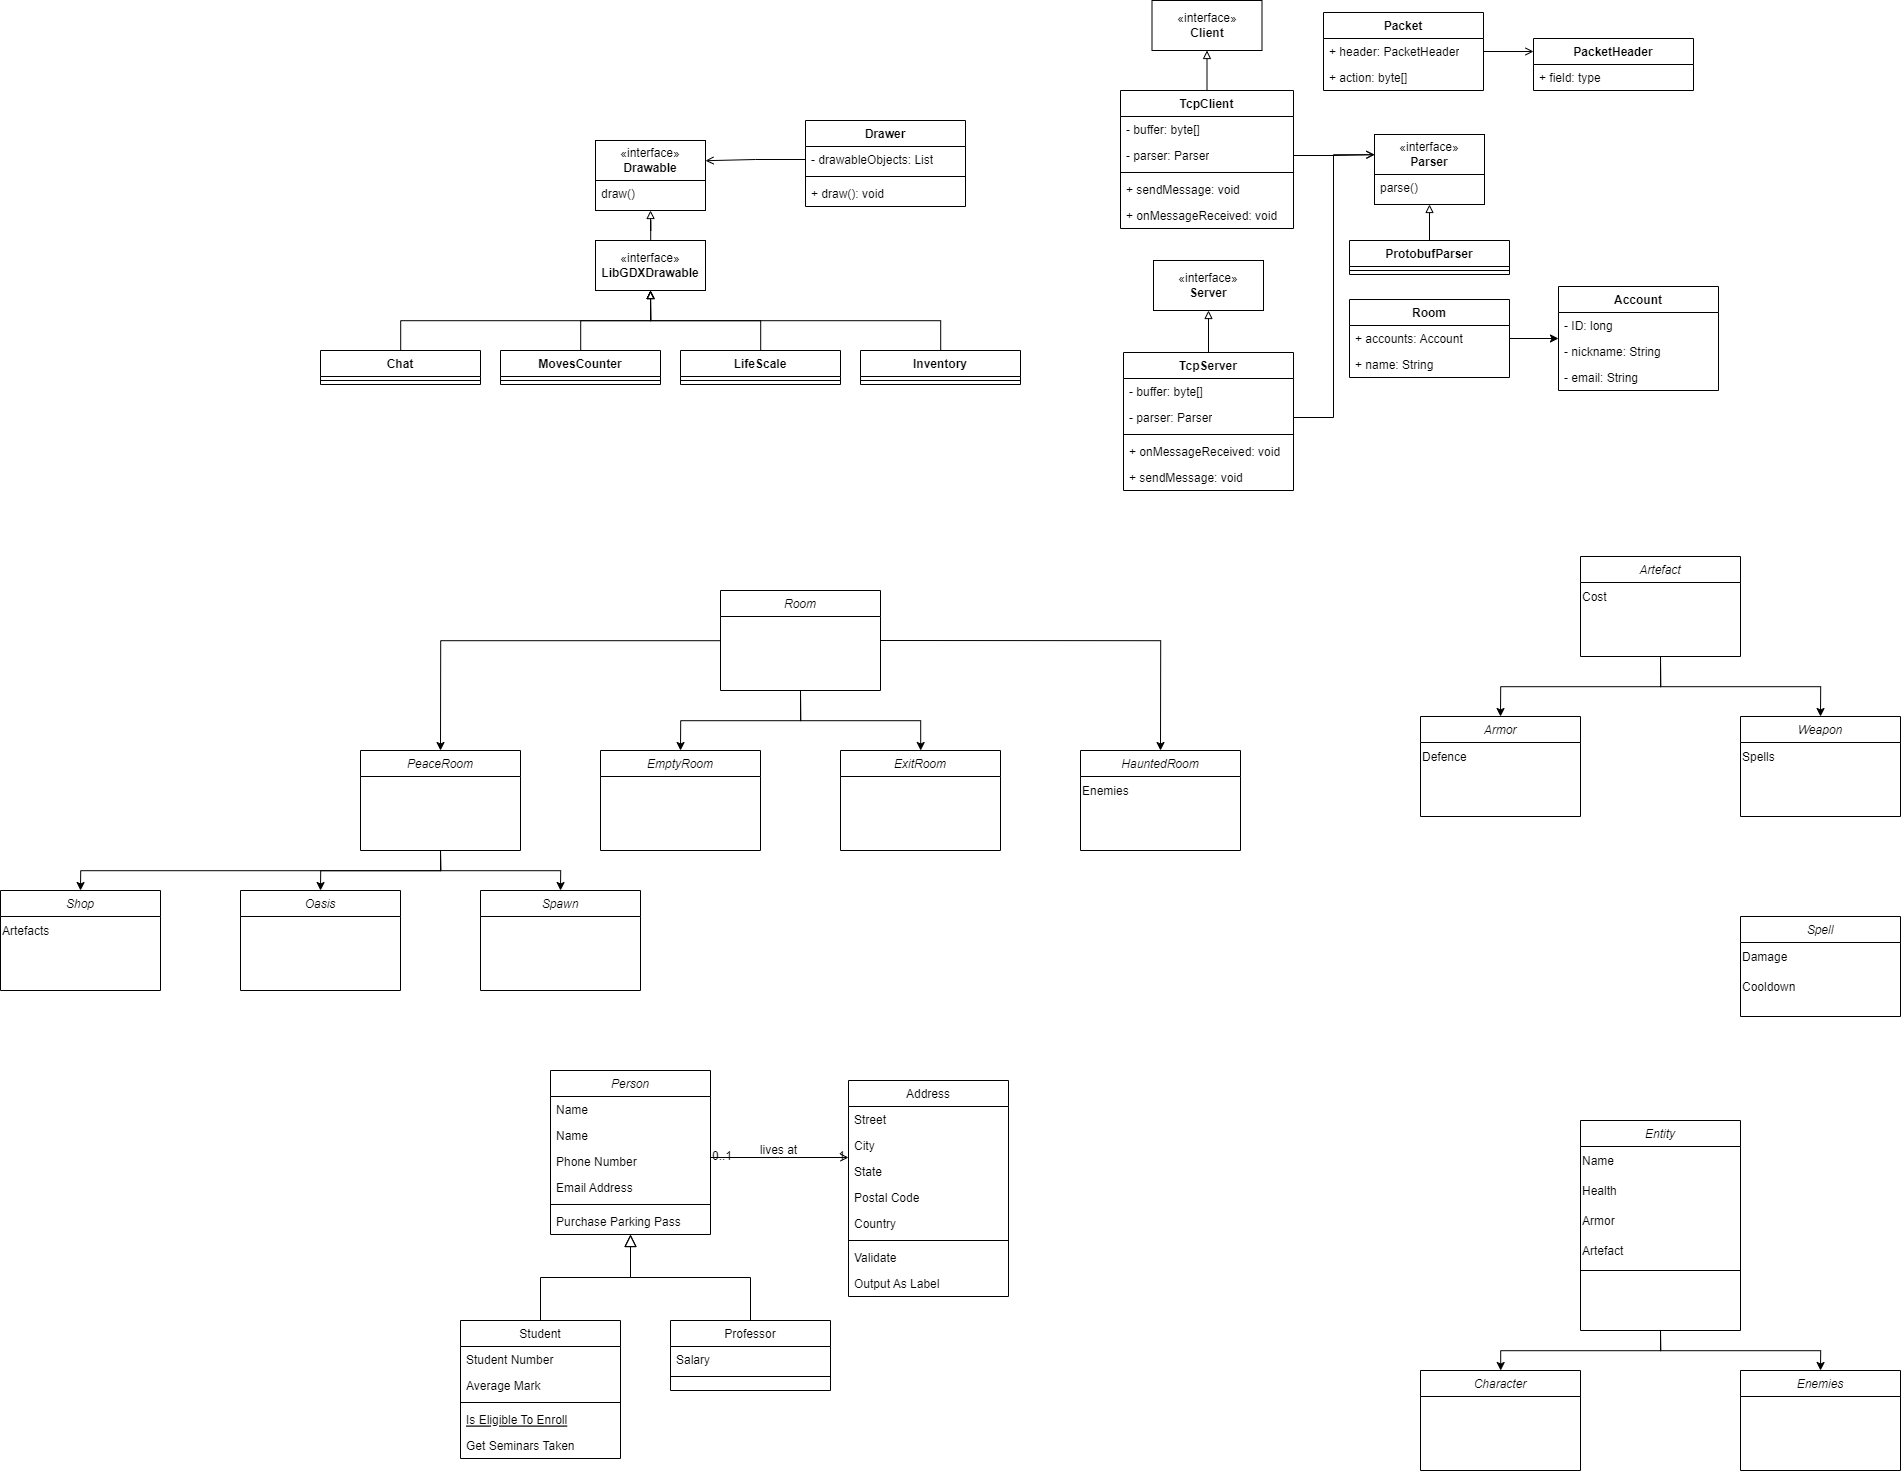 «interface»
Client
Packet
+ header: PacketHeader
+ action: byte[]
PacketHeader
+ field: type
TcpClient
- buffer: byte[]
- parser: Parser
+ sendMessage: void
+ onMessageReceived: void
«interface»
Parser
parse()
ProtobufParser
«interface»
Drawable
draw()
Drawer
- drawableObjects: List
+ draw(): void
«interface»
LibGDXDrawable
Chat
MovesCounter
LifeScale
Inventory
«interface»
Server
TcpServer
- buffer: byte[]
- parser: Parser
+ onMessageReceived: void
+ sendMessage: void
Room
+ accounts: Account
+ name: String
Account
- ID: long
- nickname: String
- email: String
Room
PeaceRoom
EmptyRoom
ExitRoom
HauntedRoom
Enemies
Shop
Artefacts
Oasis
Spawn
Artefact
Cost
Armor
Defence
Weapon
Spells
Spell
Damage
Cooldown
Person
Name
Name
Phone Number
Email Address
Purchase Parking Pass
0..1
lives at
1
Address
Street
City
State
Postal Code
Country
Validate
Output As Label
Student
Student Number
Average Mark
Is Eligible To Enroll
Get Seminars Taken
Professor
Salary
Entity
Name
Health
Armor
Artefact
Character
Enemies